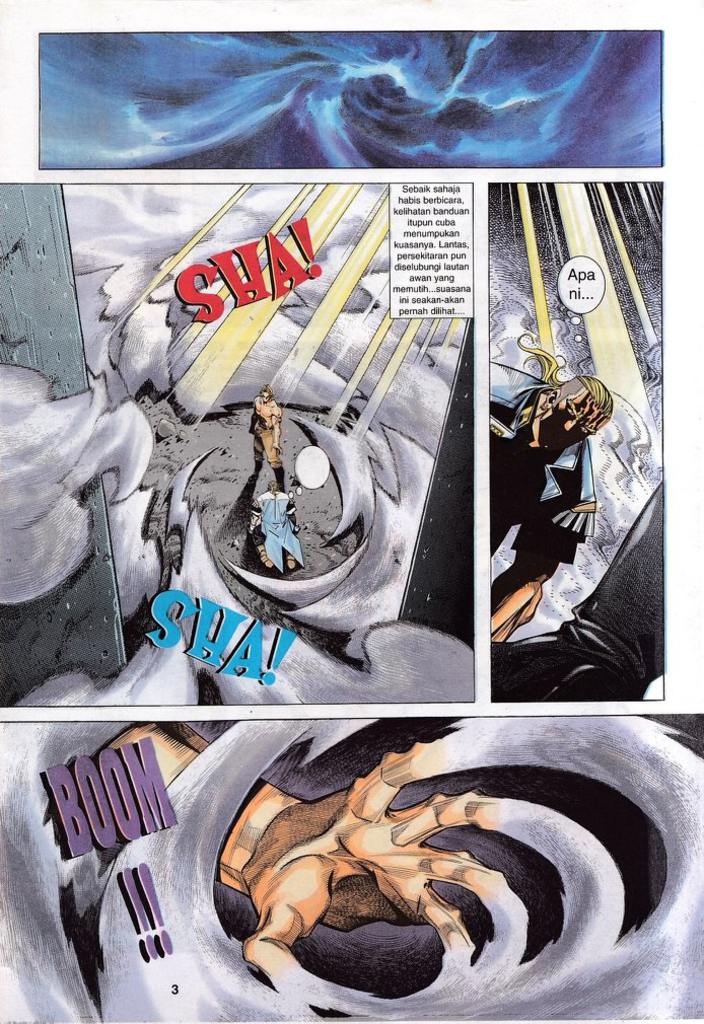 SHA!
Sebaik sahaja
habis berbicara,
kelihatan banduan
itupun cuba
menumpukan
kuasanya. Lantas,
persekitaran pun
diselubungi lautan
awan yang
memutih...suasana
ini seakan-akan
pernah dilihat....
Apa
ni...
SHA!
BOOM
!!!
3